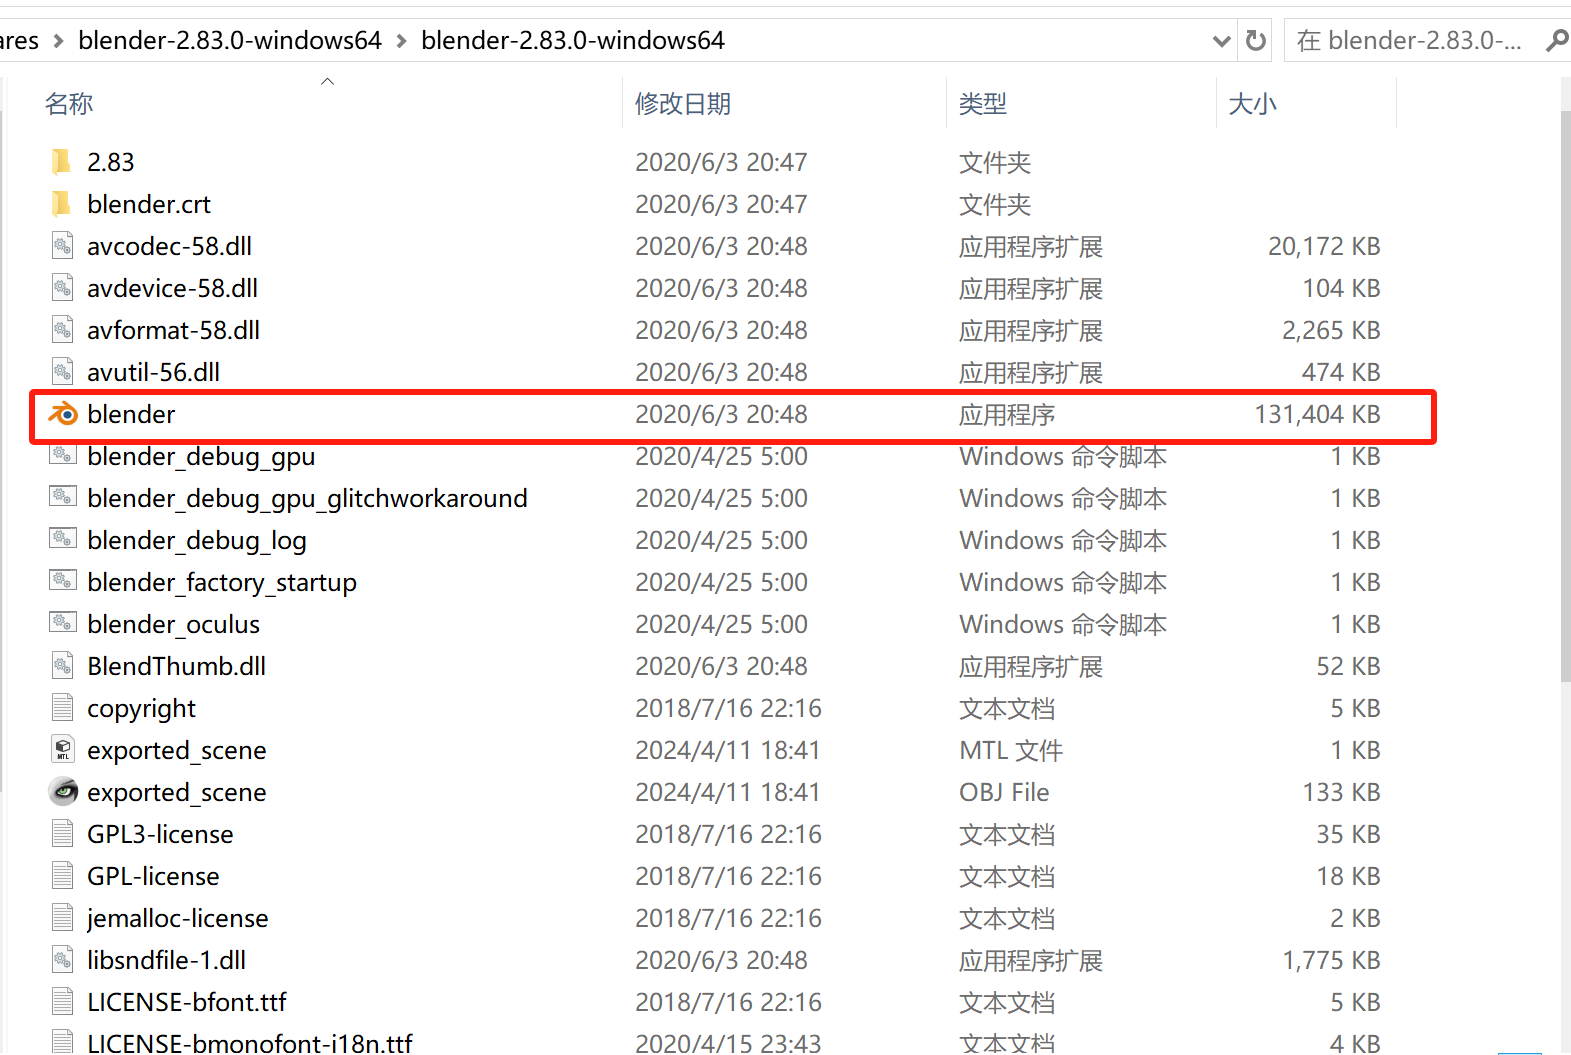 ares > blender-2.83.0-windows64 > blender-2.83.0-windows64 在 blender-2.83.0-...
名称 修改日期 类型 大小
2.83 2020/6/3 20:47 文件夹
blender.crt 2020/6/3 20:47 文件夹
avcodec-58.dll 2020/6/3 20:48 应用程序扩展 20,172 KB
avdevice-58.dll 2020/6/3 20:48 应用程序扩展 104 KB
avformat-58.dll 2020/6/3 20:48 应用程序扩展 2,265 KB
avutil-56.dll 2020/6/3 20:48 应用程序扩展 474 KB
blender 2020/6/3 20:48 应用程序 131,404 KB
blender_debug_gpu 2020/4/25 5:00 Windows 命令脚本 1 KB
blender_debug_gpu_glitchworkaround 2020/4/25 5:00 Windows 命令脚本 1 KB
blender_debug_log 2020/4/25 5:00 Windows 命令脚本 1 KB
blender_factory_startup 2020/4/25 5:00 Windows 命令脚本 1 KB
blender_oculus 2020/4/25 5:00 Windows 命令脚本 1 KB
BlendThumb.dll 2020/6/3 20:48 应用程序扩展 52 KB
copyright 2018/7/16 22:16 文本文档 5 KB
MTL exported_scene 2024/4/11 18:41 MTL 文件 1 KB
exported_scene 2024/4/11 18:41 OBJ File 133 KB
GPL3-license 2018/7/16 22:16 文本文档 35 KB
GPL-license 2018/7/16 22:16 文本文档 18 KB
jemalloc-license 2018/7/16 22:16 文本文档 2 KB
libsndfile-1.dll 2020/6/3 20:48 应用程序扩展 1,775 KB
LICENSE-bfont.ttf 2018/7/16 22:16 文本文档 5 KB
LICENSE-bmonofont-i18n.ttf 2020/4/15 23:43 文本文档 4 KB